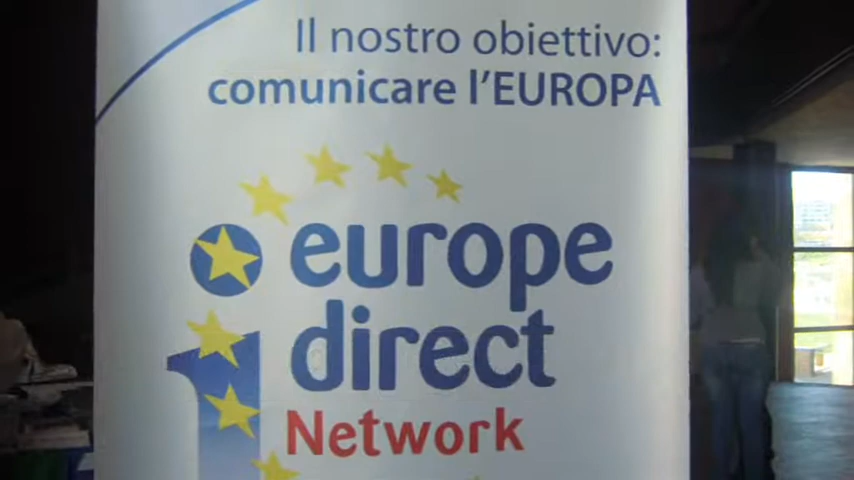 Il nostro obiettivo:
comunicare l'EUROPA
europe
direct
Network